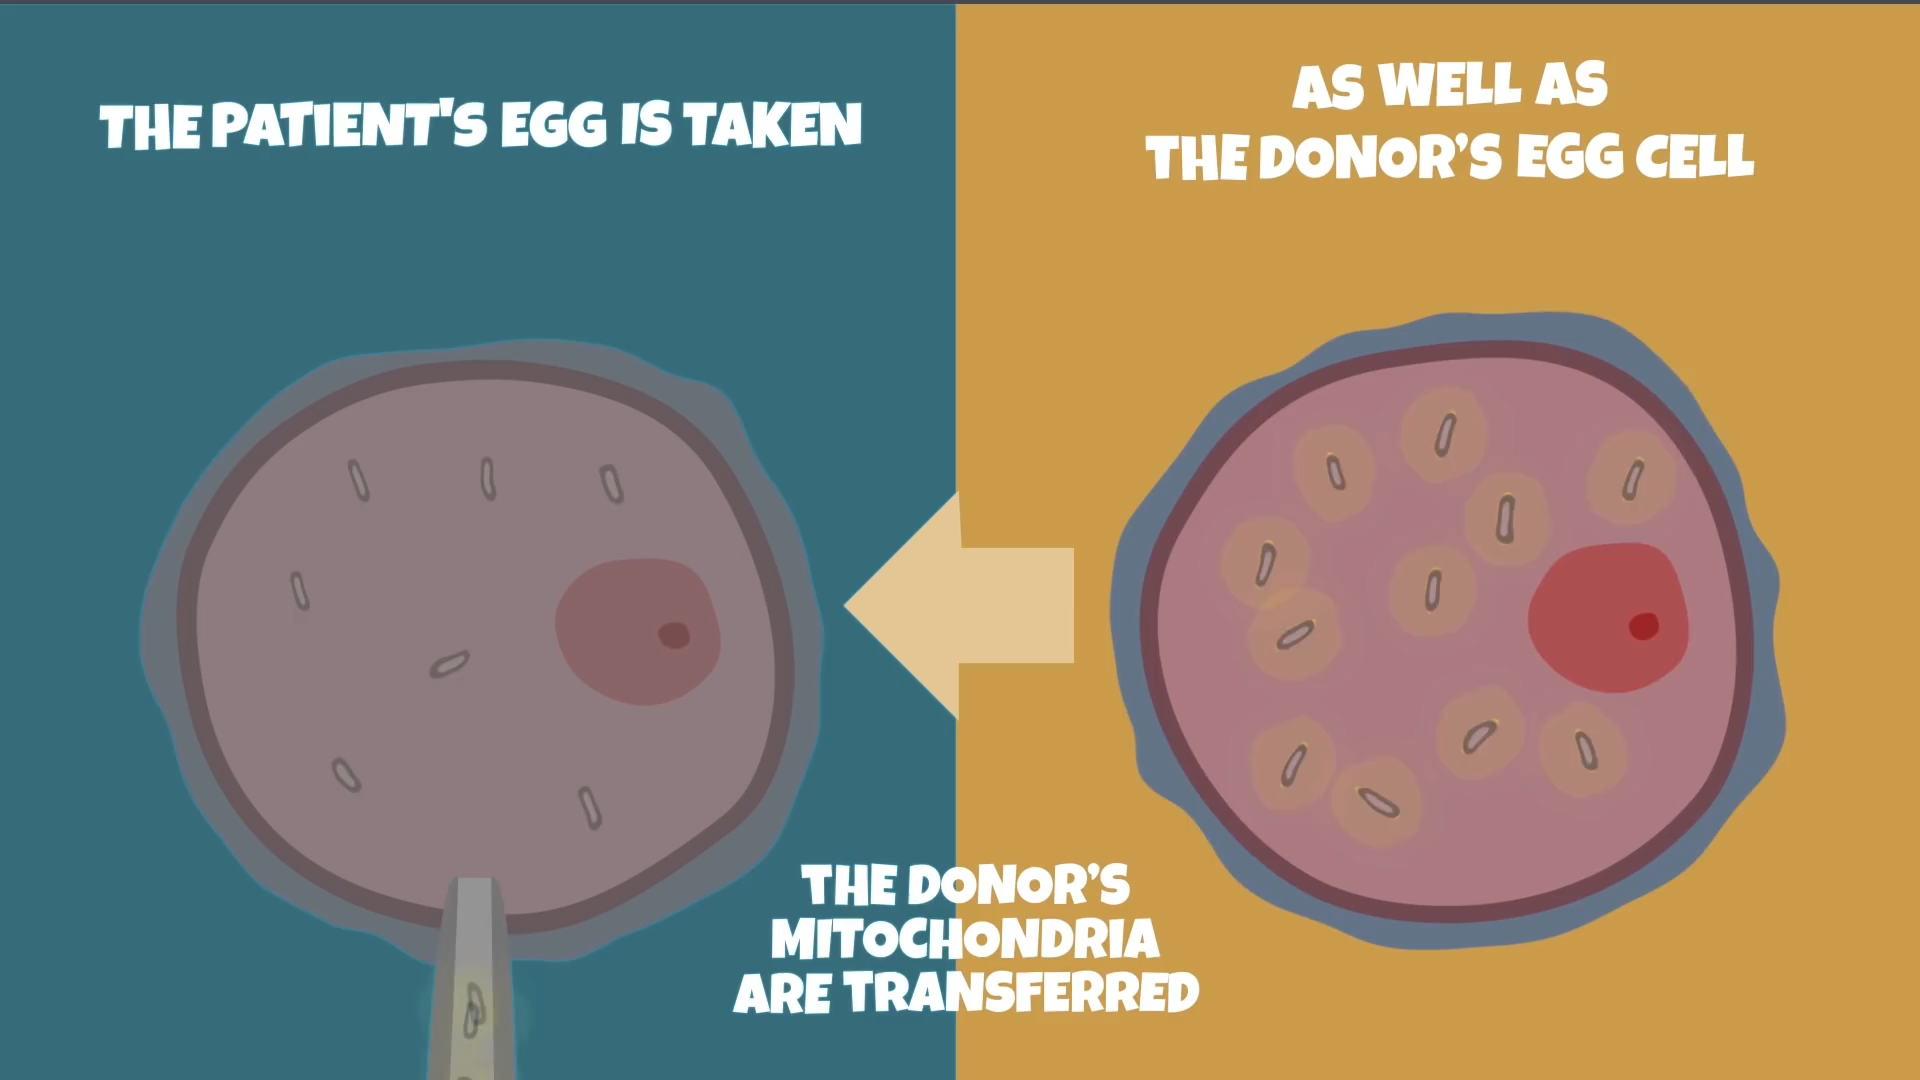 THE PATIENT'S EGG IS TAKEN
AS WELL AS
THE DONOR’S EGG CELL
THE DONOR’S
MITOCHONDRIA
ARE TRANSFERRED